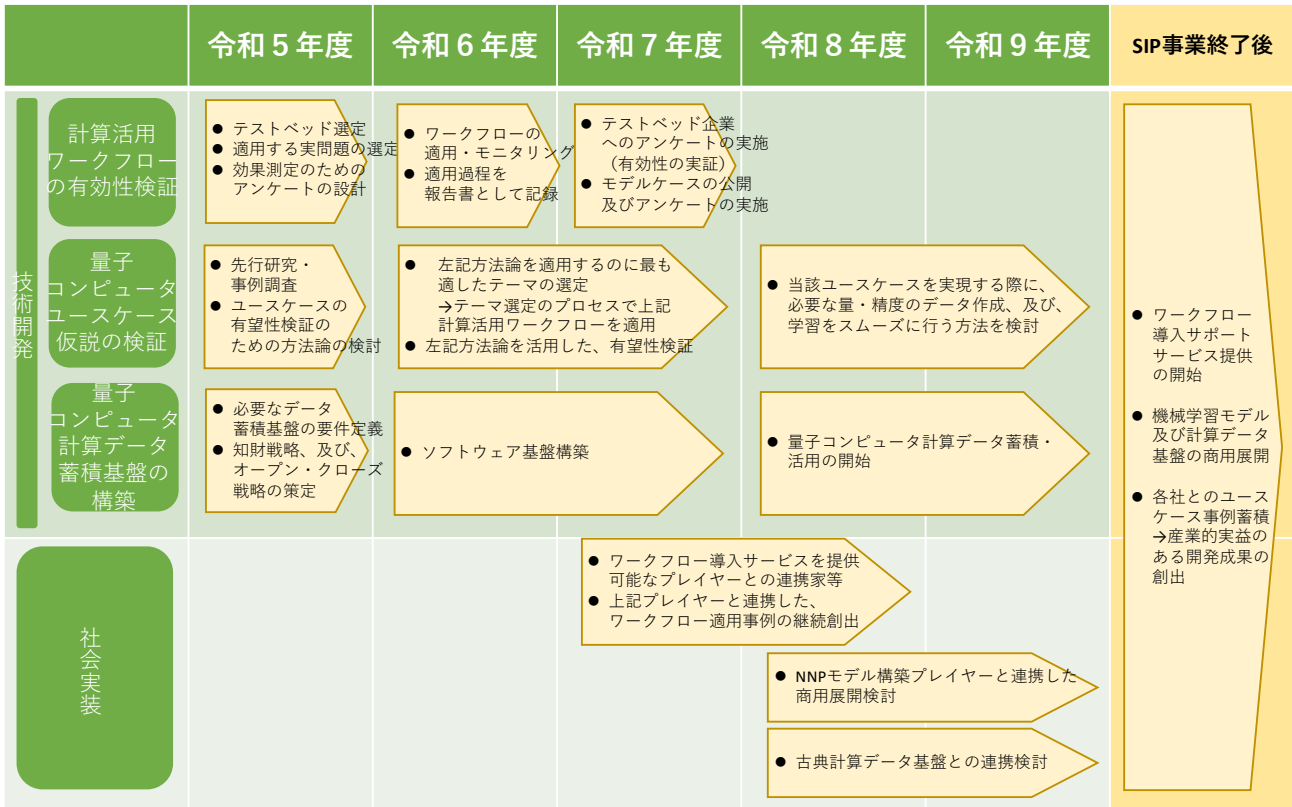 令和５年度
令和６年度
令和７年度
令和８年度
令和９年度
SIP事業終了後
技術開発
計算活用
ワークフロー
の有効性検証
● テストベッド選定
● 適用する実問題の選定
● 効果測定のための
アンケートの設計
● ワークフローの
適用・モニタリング
● 適用過程を
報告書として記録
● テストベッド企業
へのアンケートの実施
（有効性の実証）
● モデルケースの公開
及びアンケートの実施
量子
コンピュータ
ユースケース
仮説の検証
● 先行研究・
事例調査
● ユースケースの
有望性検証の
ための方法論の検討
● 左記方法論を適用するのに最も
適したテーマの選定
→テーマ選定のプロセスで上記
計算活用ワークフローを適用
● 左記方法論を活用した、有望性検証
● 当該ユースケースを実現する際に、
必要な量・精度のデータ作成、及び、
学習をスムーズに行う方法を検討
量子
コンピュータ
計算データ
蓄積基盤の
構築
● 必要なデータ
蓄積基盤の要件定義
● 知財戦略、及び、
オープン・クローズ
戦略の策定
● ソフトウェア基盤構築
● 量子コンピュータ計算データ蓄積・
活用の開始
社会実装
● ワークフロー導入サービスを提供
可能なプレイヤーとの連携家等
● 上記プレイヤーと連携した、
ワークフロー適用事例の継続創出
● NNPモデル構築プレイヤーと連携した
商用展開検討
● 古典計算データ基盤との連携検討
● ワークフロー
導入サポート
サービス提供
の開始
● 機械学習モデル
及び計算データ
基盤の商用展開
● 各社とのユース
ケース事例蓄積
→産業的実益の
ある開発成果の
創出